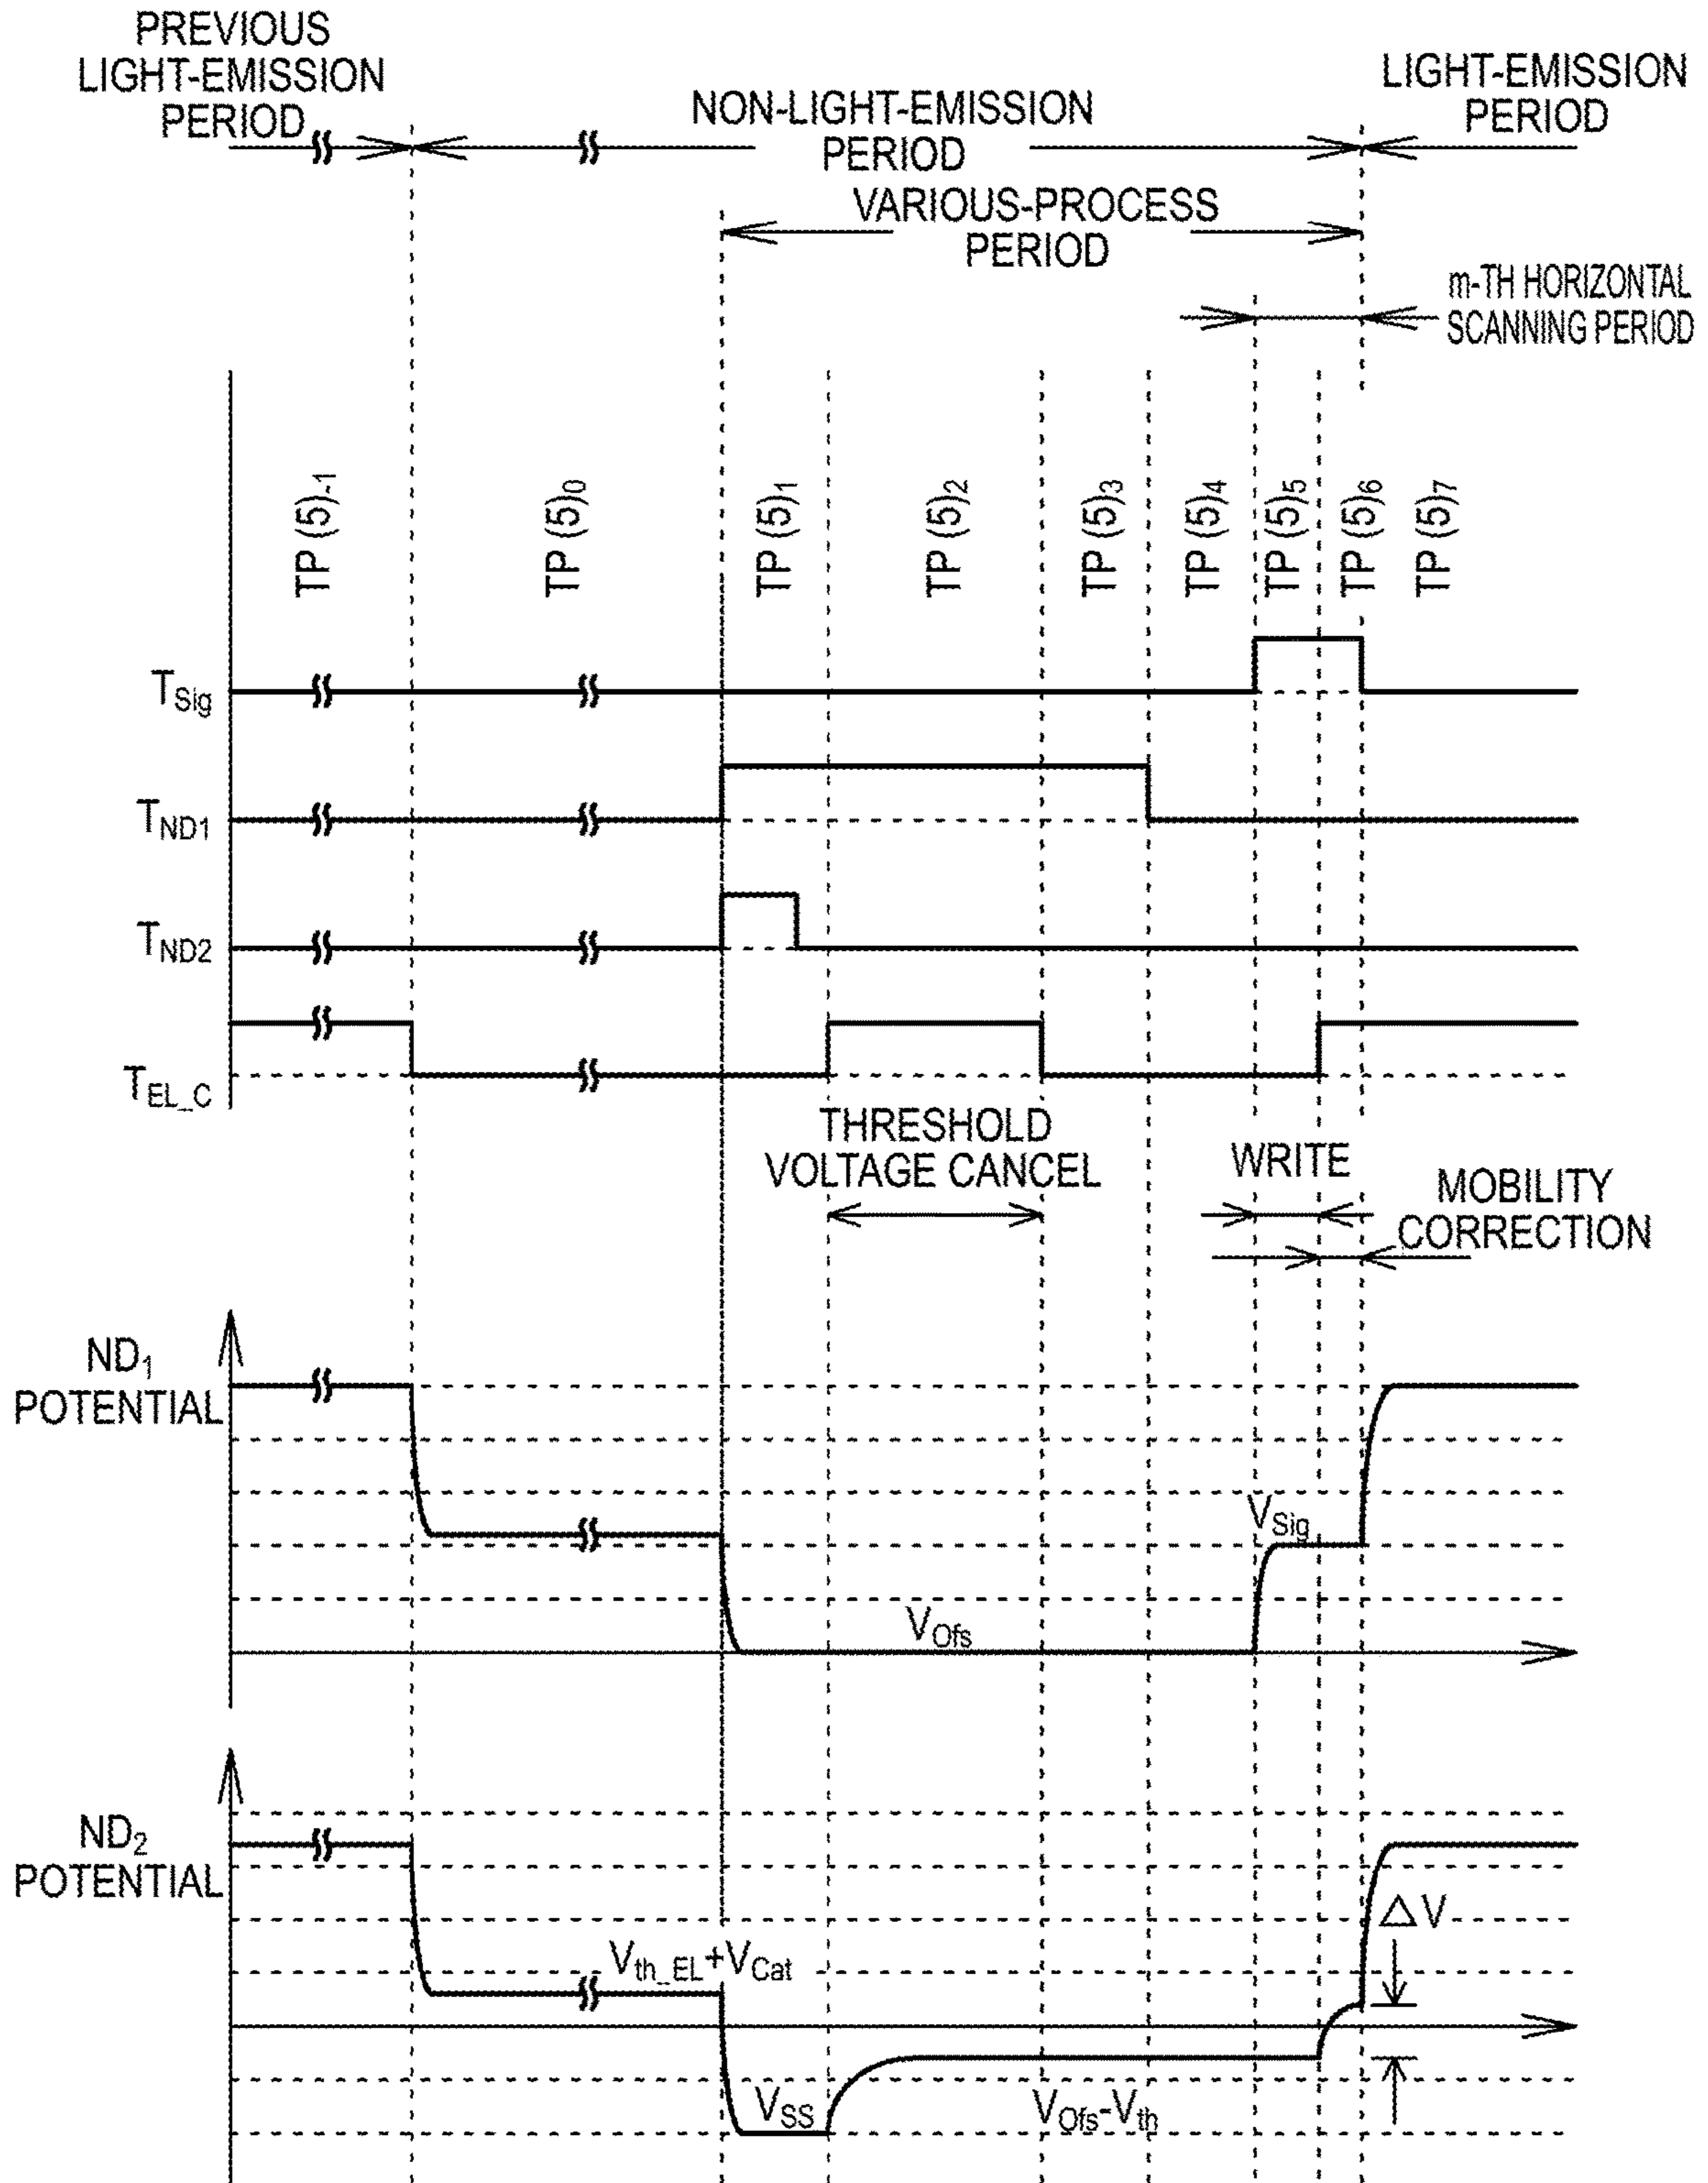 PREVIOUS
LIGHT-EMISSION
PERIOD
NON-LIGHT-EMISSION
PERIOD
LIGHT-EMISSION
PERIOD
VARIOUS-PROCESS
PERIOD
m-TH HORIZONTAL
SCANNING PERIOD
TP (5)-1
TP (5)0
TP (5)1
TP (5)2
TP (5)3
TP (5)4
TP (5)5
TP (5)6
TP (5)7
TSig
TND1
TND2
TEL_C
THRESHOLD
VOLTAGE CANCEL
WRITE
MOBILITY
CORRECTION
ND1
POTENTIAL
VSig
VOfs
ND2
POTENTIAL
△V
Vth_EL+VCat
VSS
VOfs-Vth